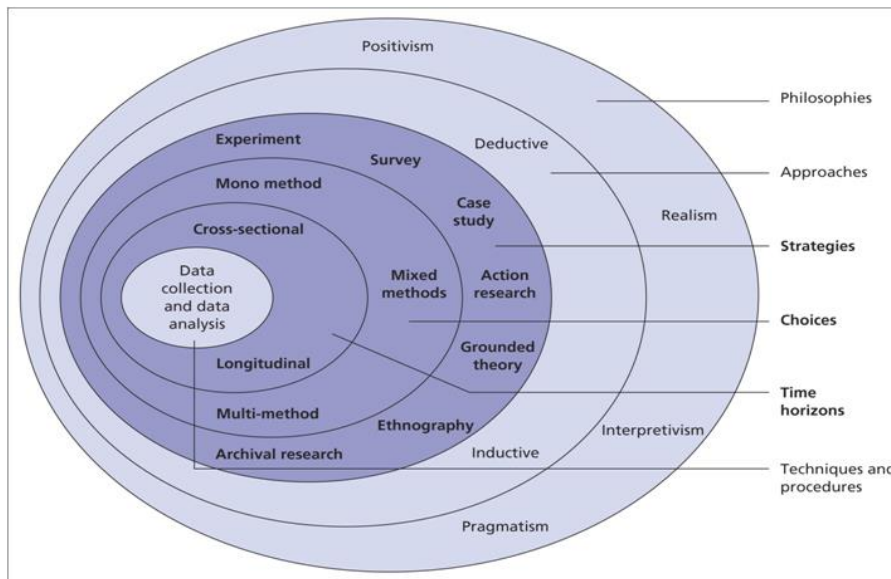 Positivism
Philosophies
Deductive
Experiment
Survey
Approaches
Mono method
Case
study
Realism
Cross-sectional
Strategies
Data
collection
and data
analysis
Mixed
methods
Action
research
Choices
Grounded
theory
Longitudinal
Time
horizons
Multi-method
Ethnography
Interpretivism
Archival research
Inductive
Techniques and
procedures
Pragmatism